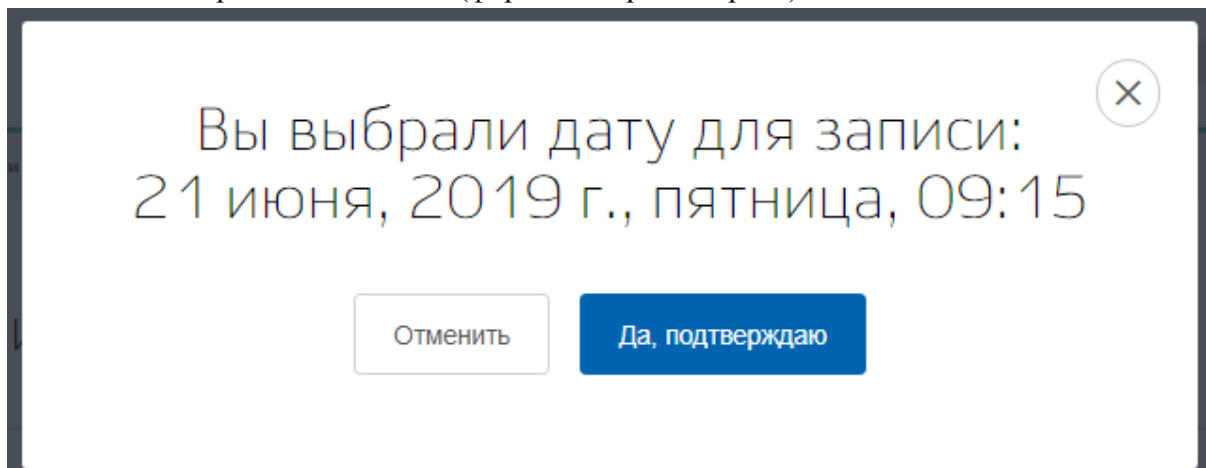 Вы выбрали дату для записи:
21 июня, 2019 г., пятница, 09:15
Отменить
Да, подтверждаю